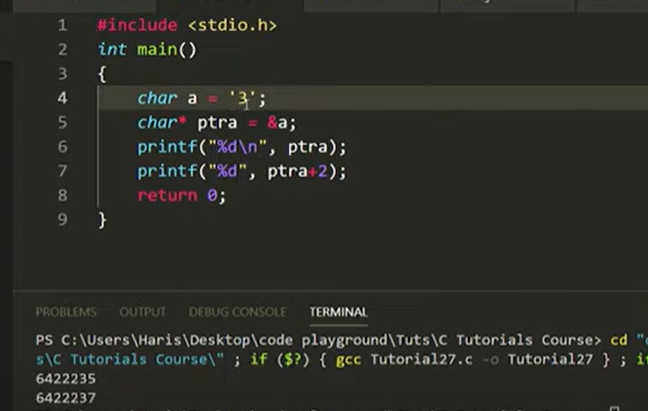 1 #include <stdio.h>
2 int main()
3 {
4 char a = '3';
5 char* ptra = &a;
6 printf("%d\n", ptra);
7 printf("%d", ptra+2);
8 return 0;
9 }
PROBLEMS OUTPUT DEBUG CONSOLE TERMINAL
PS C:\Users\Haris\Desktop\code playground\Tuts\C Tutorials Course> cd "
s\C Tutorials Course\" ; if ($?) { gcc Tutorial27.c -o Tutorial27 } ;
6422235
6422237